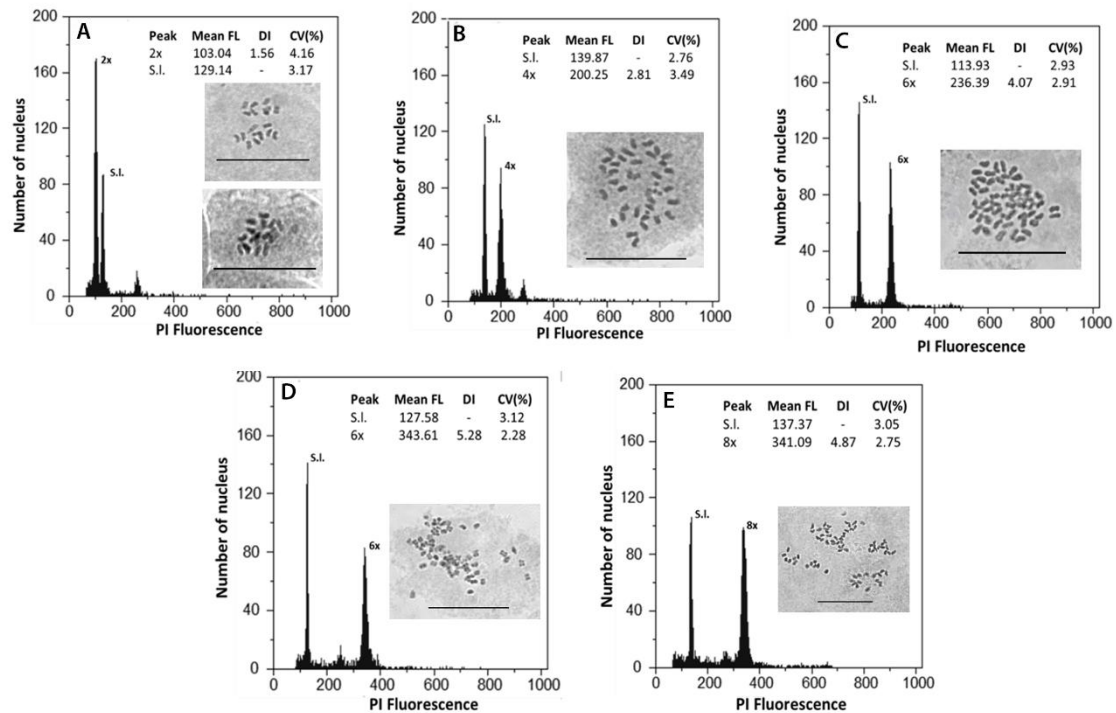 A
Peak Mean FL DI CV(%)
2x 103.04 1.56 4.16
S.l. 129.14 - 3.17
2x
S.l.
200
160
120
80
40
0
0 200 400 600 800 1000
Number of nucleus
PI Fluorescence
B
Peak Mean FL DI CV(%)
S.l. 139.87 - 2.76
4x 200.25 2.81 3.49
S.l.
4x
200
160
120
80
40
0
0 200 400 600 800 1000
Number of nucleus
PI Fluorescence
C
Peak Mean FL DI CV(%)
S.l. 113.93 - 2.93
6x 236.39 4.07 2.91
S.l.
6x
200
160
120
80
40
0
0 200 400 600 800 1000
Number of nucleus
PI Fluorescence
D
Peak Mean FL DI CV(%)
S.l. 127.58 - 3.12
6x 343.61 5.28 2.28
S.l.
6x
200
160
120
80
40
0
0 200 400 600 800 1000
Number of nucleus
PI Fluorescence
E
Peak Mean FL DI CV(%)
S.l. 137.37 - 3.05
8x 341.09 4.87 2.75
S.l.
8x
200
160
120
80
40
0
0 200 400 600 800 1000
Number of nucleus
PI Fluorescence